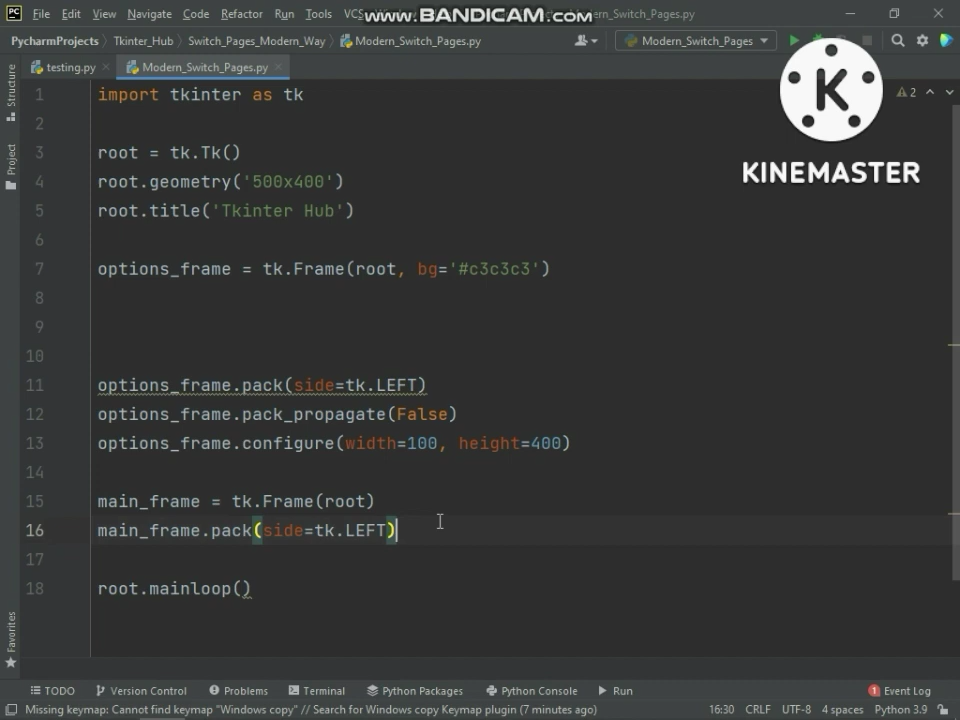 File Edit View Navigate Code Refactor Run Tools VCS www.BANDICAM.com Modern_Switch_Pages.py
PycharmProjects Tkinter_Hub Switch_Pages_Modern_Way Modern_Switch_Pages.py Modern_Switch_Pages
testing.py Modern_Switch_Pages.py
Structure
Project
Favorites
K
KINEMASTER
2
1 import tkinter as tk
2
3 root = tk.Tk()
4 root.geometry('500x400')
5 root.title('Tkinter Hub')
6
7 options_frame = tk.Frame(root, bg='#c3c3c3')
8
9
10
11 options_frame.pack(side=tk.LEFT)
12 options_frame.pack_propagate(False)
13 options_frame.configure(width=100, height=400)
14
15 main_frame = tk.Frame(root)
16 main_frame.pack(side=tk.LEFT)
17
18 root.mainloop()
TODO Version Control Problems Terminal Python Packages Python Console Run 1 Event Log
Missing keymap: Cannot find keymap "Windows copy" // Search for Windows copy Keymap plugin (7 minutes ago) 16:30 CRLF UTF-8 4 spaces Python 3.9